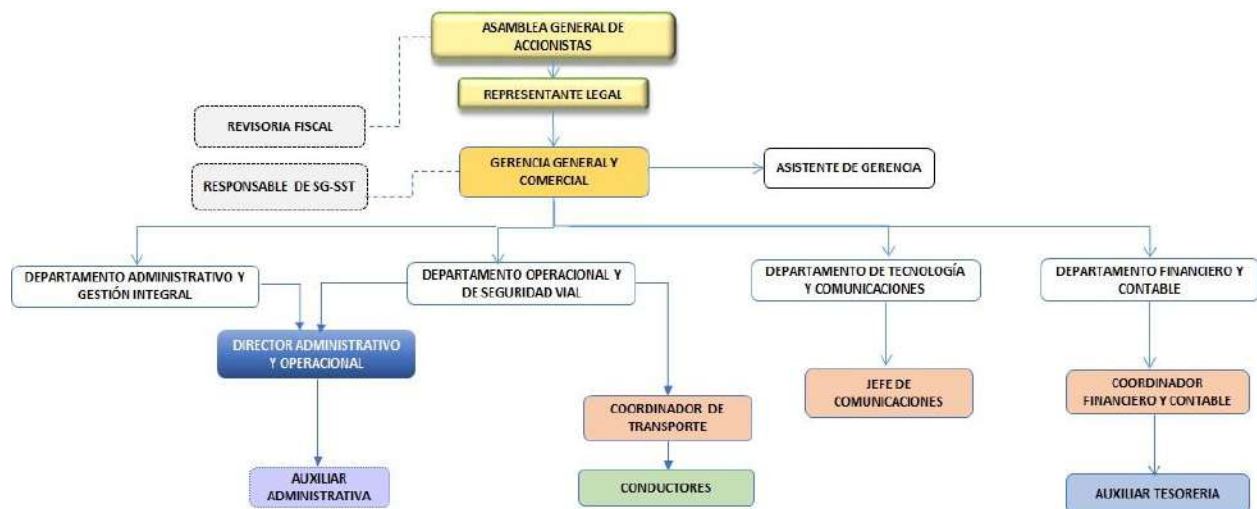 ASAMBLEA GENERAL DE
ACCIONISTAS
REPRESENTANTE LEGAL
REVISORIA FISCAL
GERENCIA GENERAL Y
COMERCIAL
ASISTENTE DE GERENCIA
RESPONSABLE DE SG-SST
DEPARTAMENTO ADMINISTRATIVO Y
GESTIÓN INTEGRAL
DEPARTAMENTO OPERACIONAL Y
DE SEGURIDAD VIAL
DEPARTAMENTO DE TECNOLOGÍA
Y COMUNICACIONES
DEPARTAMENTO FINANCIERO Y
CONTABLE
DIRECTOR ADMINISTRATIVO
Y OPERACIONAL
JEFE DE
COMUNICACIONES
COORDINADOR
FINANCIERO Y CONTABLE
COORDINADOR DE
TRANSPORTE
AUXILIAR
ADMINISTRATIVA
CONDUCTORES
AUXILIAR TESORERIA